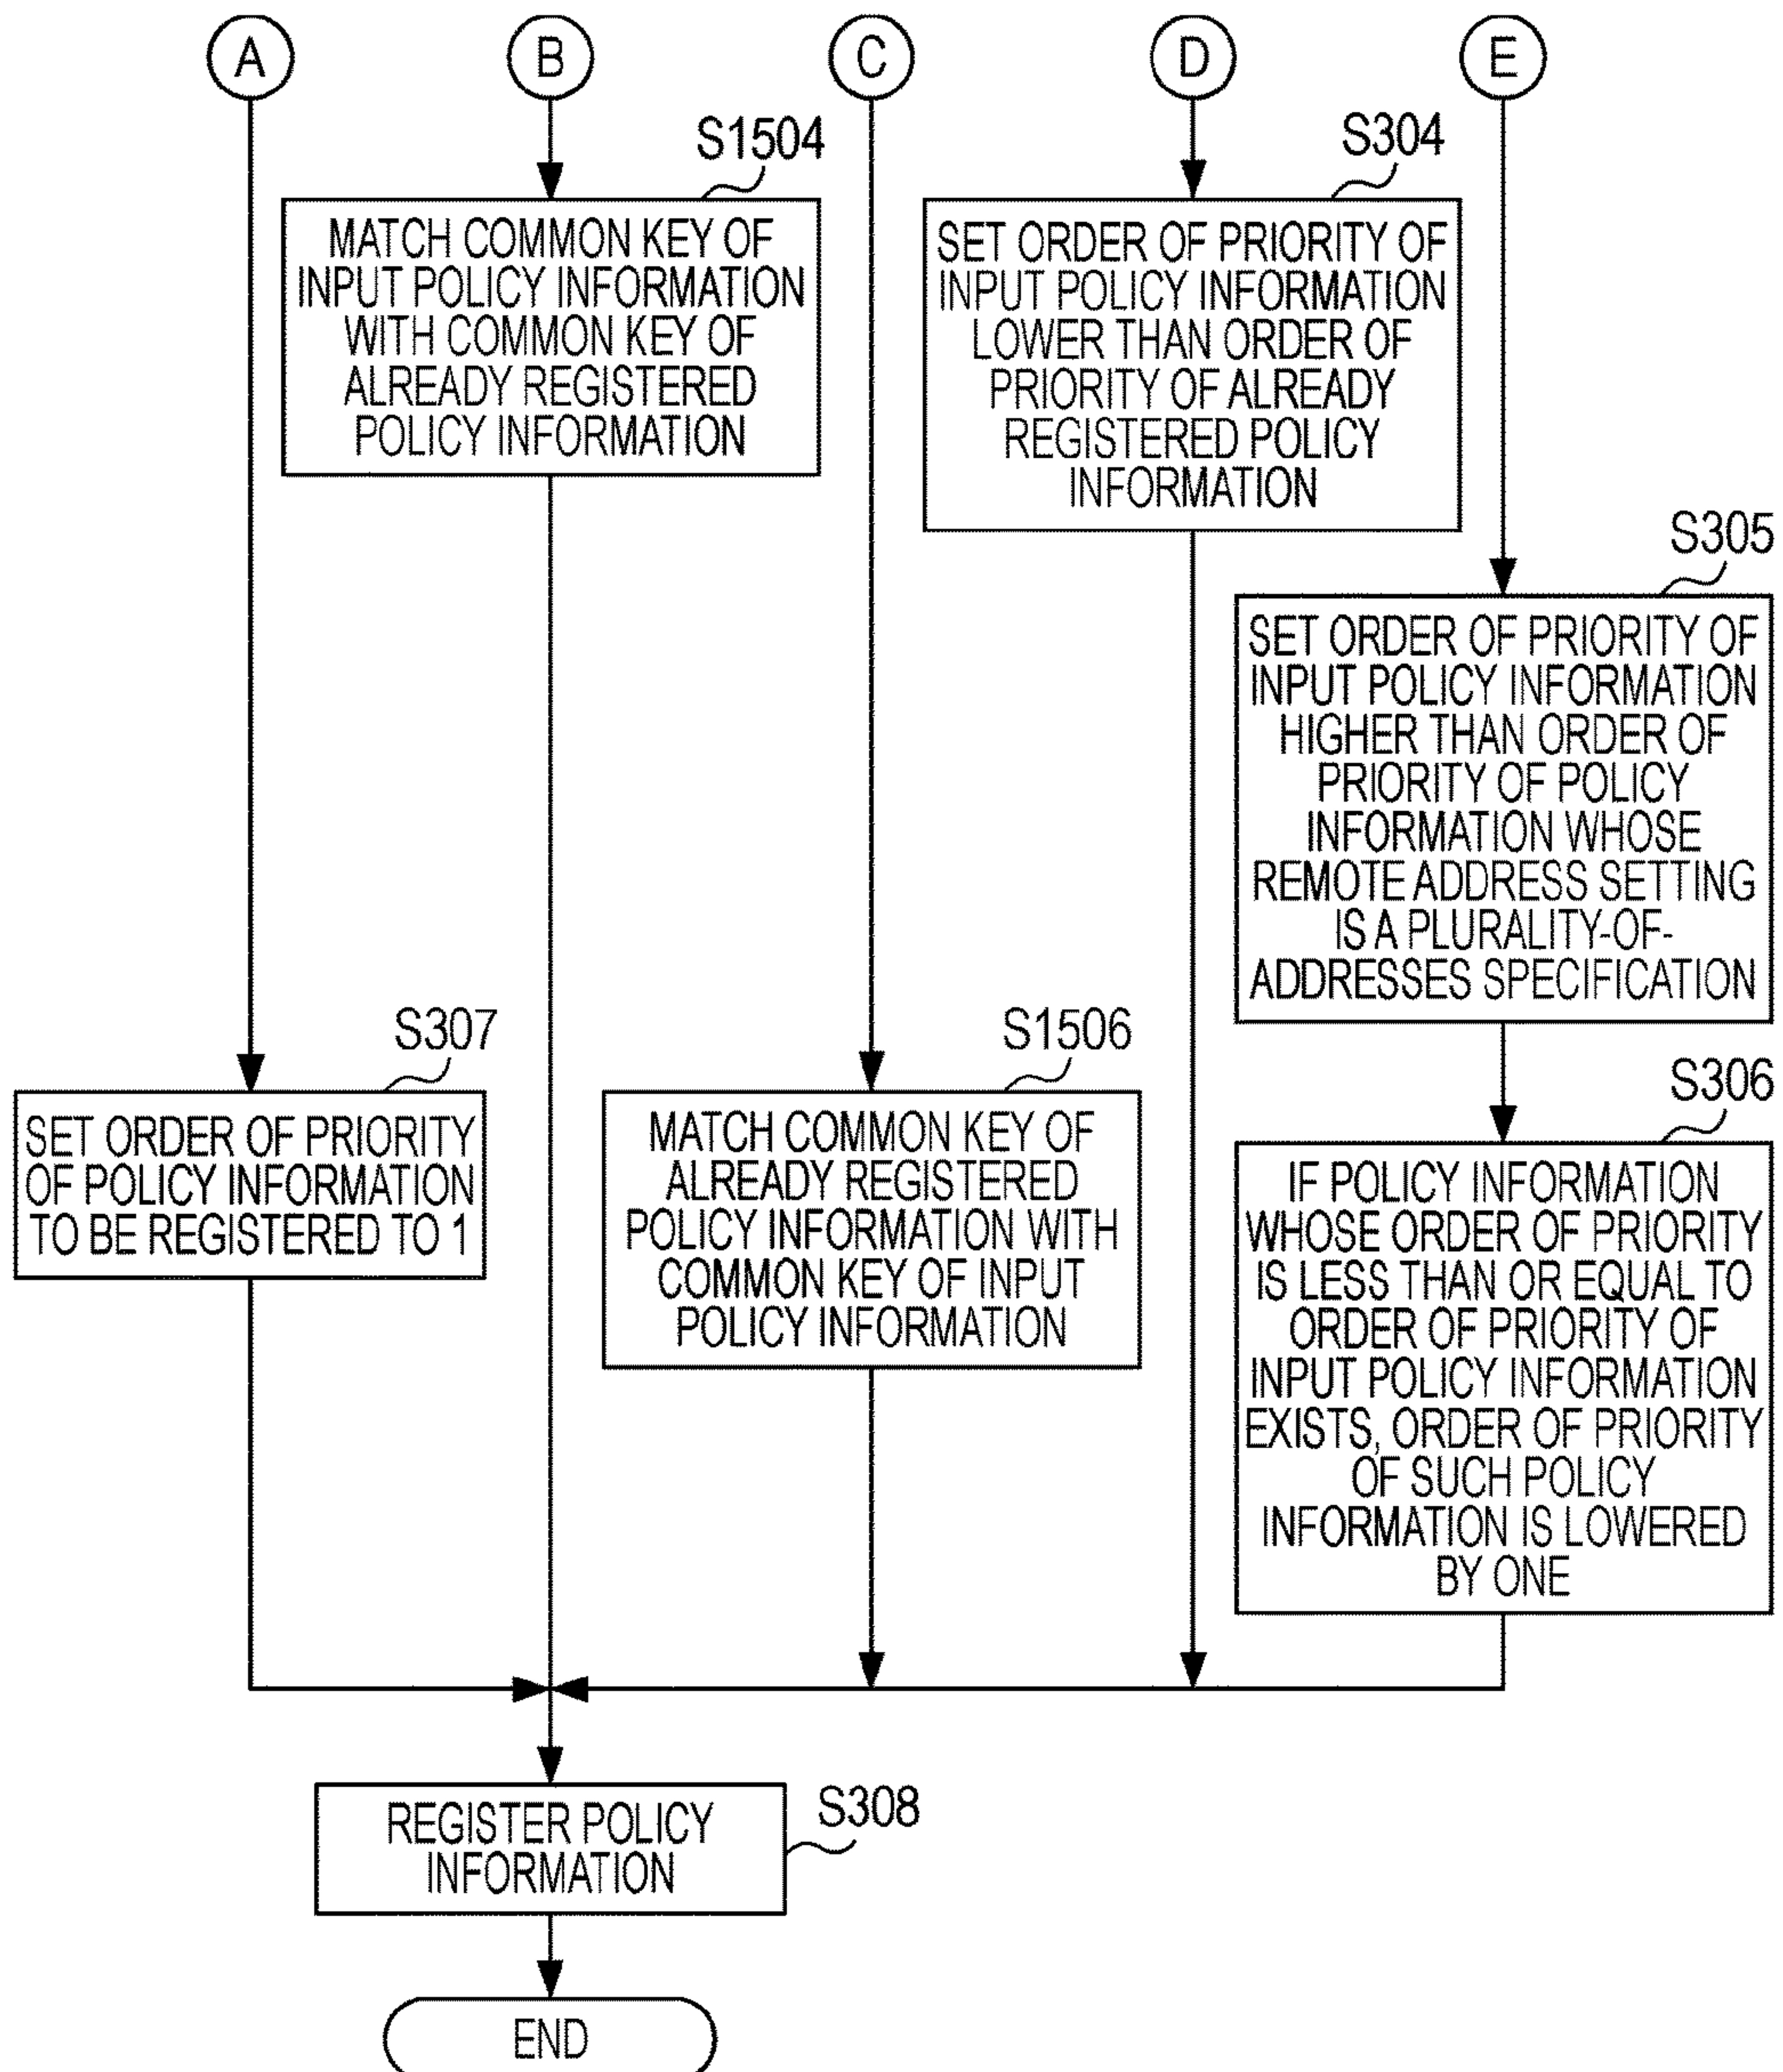 A
B
C
D
E
S1504
MATCH COMMON KEY OF
INPUT POLICY INFORMATION
WITH COMMON KEY OF
ALREADY REGISTERED
POLICY INFORMATION
S304
SET ORDER OF PRIORITY OF
INPUT POLICY INFORMATION
LOWER THAN ORDER OF
PRIORITY OF ALREADY
REGISTERED POLICY
INFORMATION
S305
SET ORDER OF PRIORITY OF
INPUT POLICY INFORMATION
HIGHER THAN ORDER OF
PRIORITY OF POLICY
INFORMATION WHOSE
REMOTE ADDRESS SETTING
IS A PLURALITY-OF-
ADDRESSES SPECIFICATION
S307
SET ORDER OF PRIORITY
OF POLICY INFORMATION
TO BE REGISTERED TO 1
S1506
MATCH COMMON KEY OF
ALREADY REGISTERED
POLICY INFORMATION WITH
COMMON KEY OF INPUT
POLICY INFORMATION
S306
IF POLICY INFORMATION
WHOSE ORDER OF PRIORITY
IS LESS THAN OR EQUAL TO
ORDER OF PRIORITY OF
INPUT POLICY INFORMATION
EXISTS, ORDER OF PRIORITY
OF SUCH POLICY
INFORMATION IS LOWERED
BY ONE
S308
REGISTER POLICY
INFORMATION
END